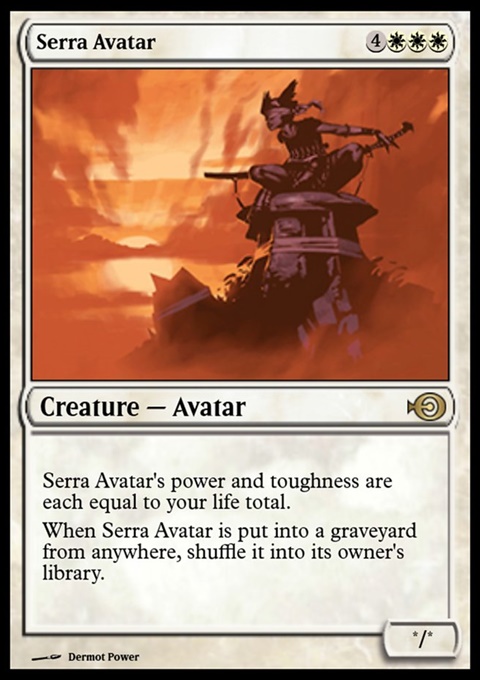 Serra Avatar 4
Creature — Avatar
Serra Avatar's power and toughness are
each equal to your life total.
When Serra Avatar is put into a graveyard
from anywhere, shuffle it into its owner's
library.
*/*
Dermot Power